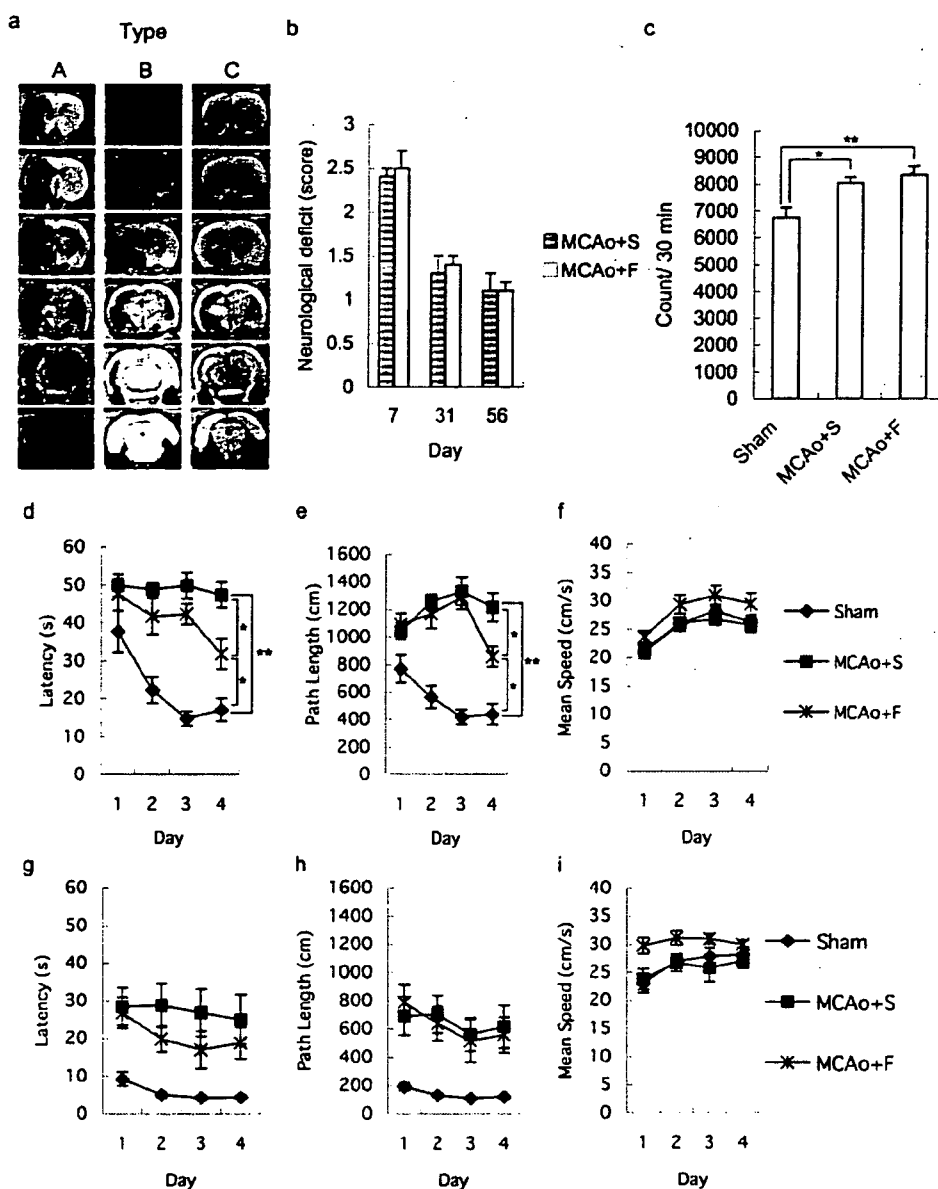 a
Type
A B C
b
Neurological deficit (score)
3
2.5
2
1.5
1
0.5
0
7 31 56
Day
MCAo+S
MCAo+F
c
Count/ 30 min
10000
9000
8000
7000
6000
5000
4000
3000
2000
1000
0
*
**
Sham
MCAo+S
MCAo+F
d
Latency (s)
60
50
40
30
20
10
0
*
*
**
1 2 3 4
Day
e
Path Length (cm)
1600
1400
1200
1000
800
600
400
200
0
*
*
**
1 2 3 4
Day
f
Mean Speed (cm/s)
40
35
30
25
20
15
10
5
0
1 2 3 4
Day
Sham
MCAo+S
MCAo+F
g
Latency (s)
60
50
40
30
20
10
0
1 2 3 4
Day
h
Path Length (cm)
1600
1400
1200
1000
800
600
400
200
0
1 2 3 4
Day
i
Mean Speed (cm/s)
40
35
30
25
20
15
10
5
0
1 2 3 4
Day
Sham
MCAo+S
MCAo+F